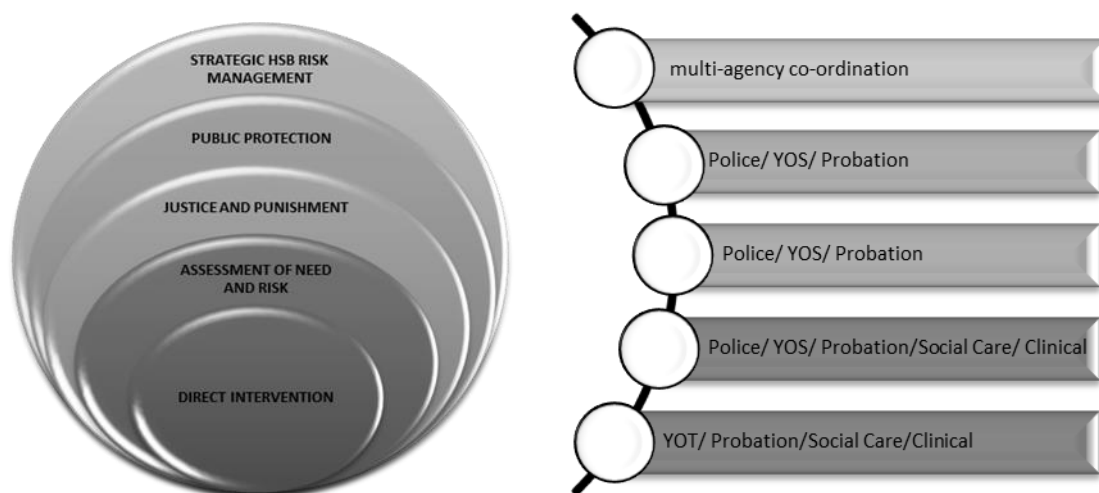 STRATEGIC HSB RISK
MANAGEMENT
PUBLIC PROTECTION
JUSTICE AND PUNISHMENT
ASSESSMENT OF NEED
AND RISK
DIRECT INTERVENTION
multi-agency co-ordination
Police/ YOS/ Probation
Police/ YOS/ Probation
Police/ YOS/ Probation/Social Care/ Clinical
YOT/ Probation/Social Care/Clinical